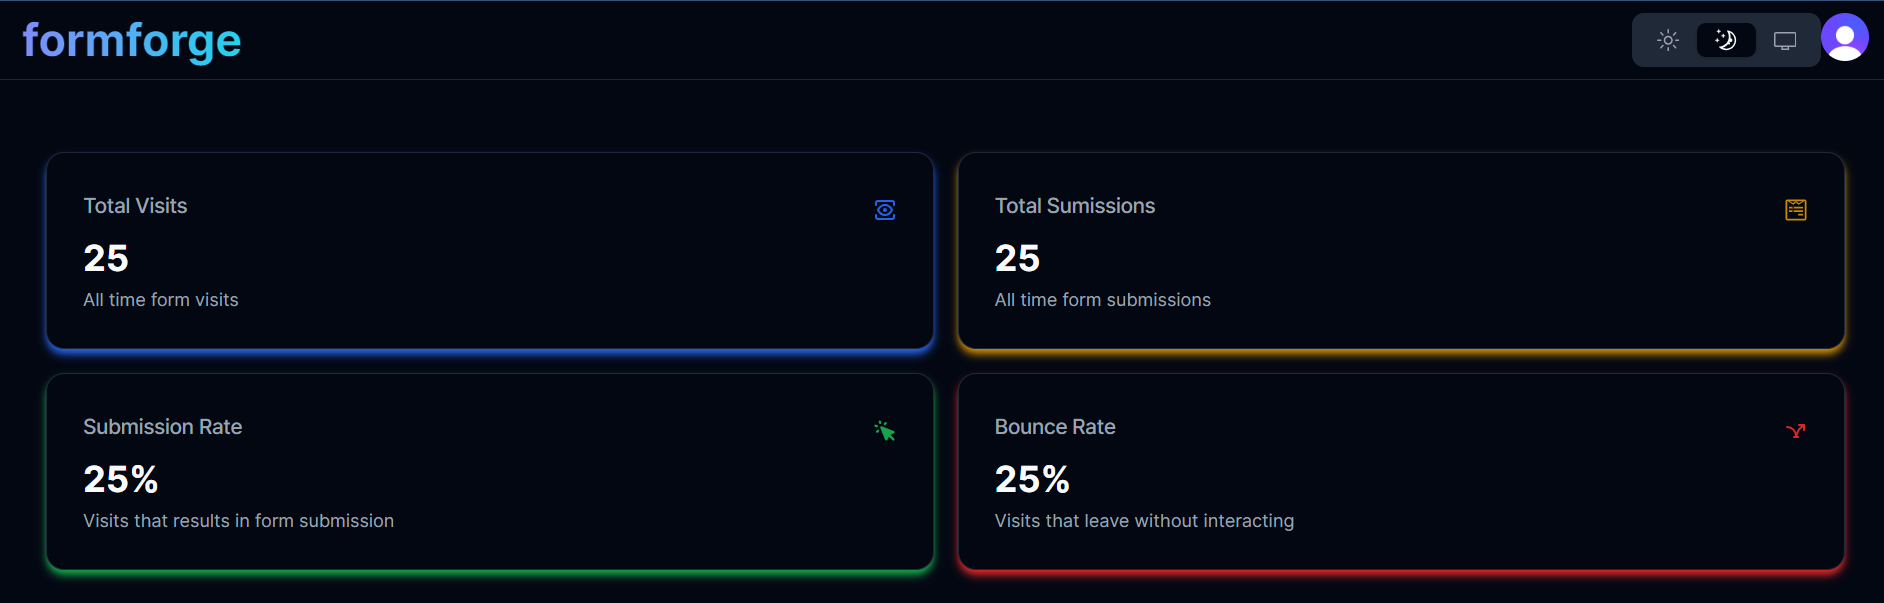 formforge
Total Visits
25
All time form visits
Total Sumissions
25
All time form submissions
Submission Rate
25%
Visits that results in form submission
Bounce Rate
25%
Visits that leave without interacting